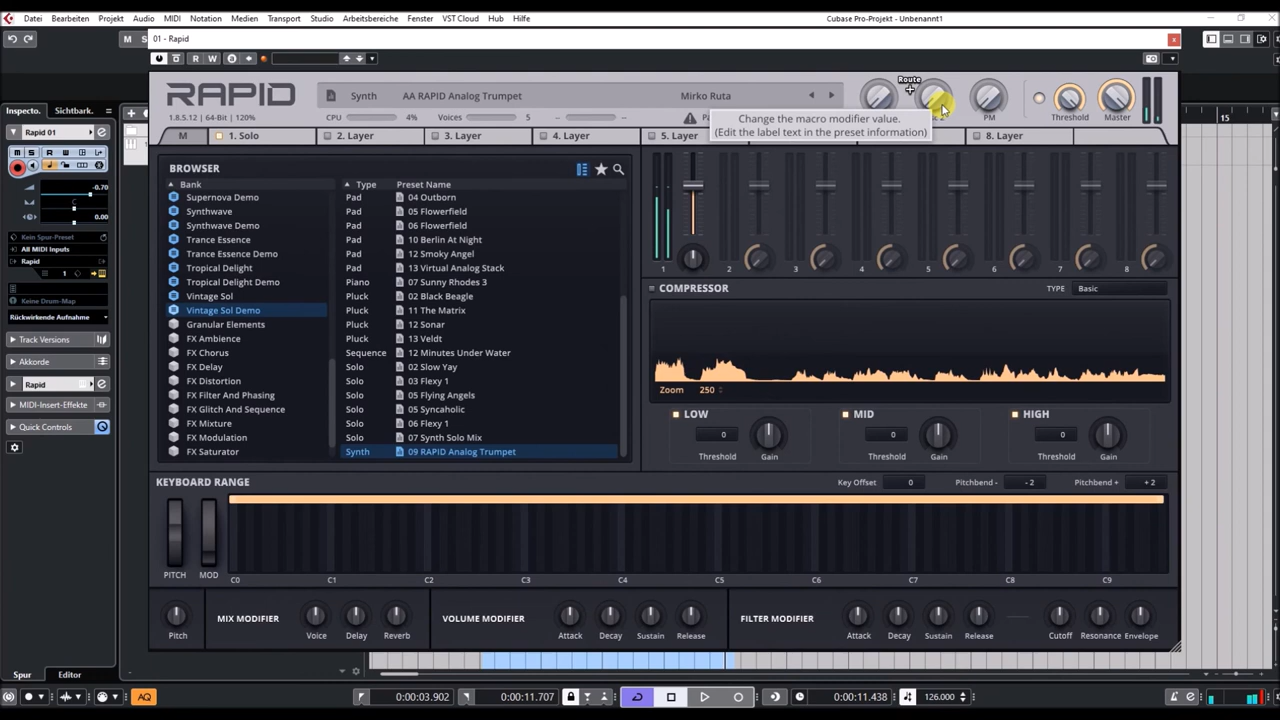 Datei Bearbeiten Projekt Audio MIDI Notation Medien Transport Studio Arbeitsbereiche Fenster VST Cloud Hub Hilfe Cubase Pro-Projekt - Unbenannt1
M S 01 - Rapid
R W
RAPID Synth AA RAPID Analog Trumpet Mirko Ruta Route PM Threshold Master
1.8.5.12 | 64-bit | 120% CPU 4% Voices 5
Change the macro modifier value.
(Edit the label text in the preset information)
M 1. Solo 2. Layer 3. Layer 4. Layer 5. Layer 8. Layer
Inspecto. Sichtbark.
Rapid 01
M S R W
-0.70
0.00
Kein Spur-Preset
All MIDI Inputs
Rapid
1
Keine Drum-Map
Rückwirkende Aufnahme
Track Versions
Akkorde
Rapid
MIDI-Insert-Effekte
Quick Controls
15
BROWSER
Bank Type Preset Name
Supernova Demo Pad 04 Outborn
Synthwave Pad 05 Flowerfield
Synthwave Demo Pad 06 Flowerfield
Trance Essence Pad 10 Berlin At Night
Trance Essence Demo Pad 12 Smoky Angel
Tropical Delight Pad 13 Virtual Analog Stack
Tropical Delight Demo Piano 07 Sunny Rhodes 3
Vintage Sol Pluck 02 Black Beagle
Vintage Sol Demo Pluck 11 The Matrix
Granular Elements Pluck 12 Sonar
FX Ambience Pluck 13 Veldt
FX Chorus Sequence 12 Minutes Under Water
FX Delay Solo 02 Slow Yay
FX Distortion Solo 03 Flexy 1
FX Filter And Phasing Solo 05 Flying Angels
FX Glitch And Sequence Solo 05 Syncaholic
FX Mixture Solo 06 Flexy 1
FX Modulation Solo 07 Synth Solo Mix
FX Saturator Synth 09 RAPID Analog Trumpet
1 2 3 4 5 6 7 8
COMPRESSOR TYPE Basic
Zoom 250
LOW MID HIGH
0 0 0
Threshold Gain Threshold Gain Threshold Gain
KEYBOARD RANGE Key Offset 0 Pitchbend - - 2 Pitchbend + + 2
PITCH MOD C0 C1 C2 C3 C4 C5 C6 C7 C8 C9
MIX MODIFIER VOLUME MODIFIER FILTER MODIFIER
Pitch Voice Delay Reverb Attack Decay Sustain Release Attack Decay Sustain Release Cutoff Resonance Envelope
Spur Editor
AQ 0:00:03.902 0:00:11.707 0:00:11.438 126.000